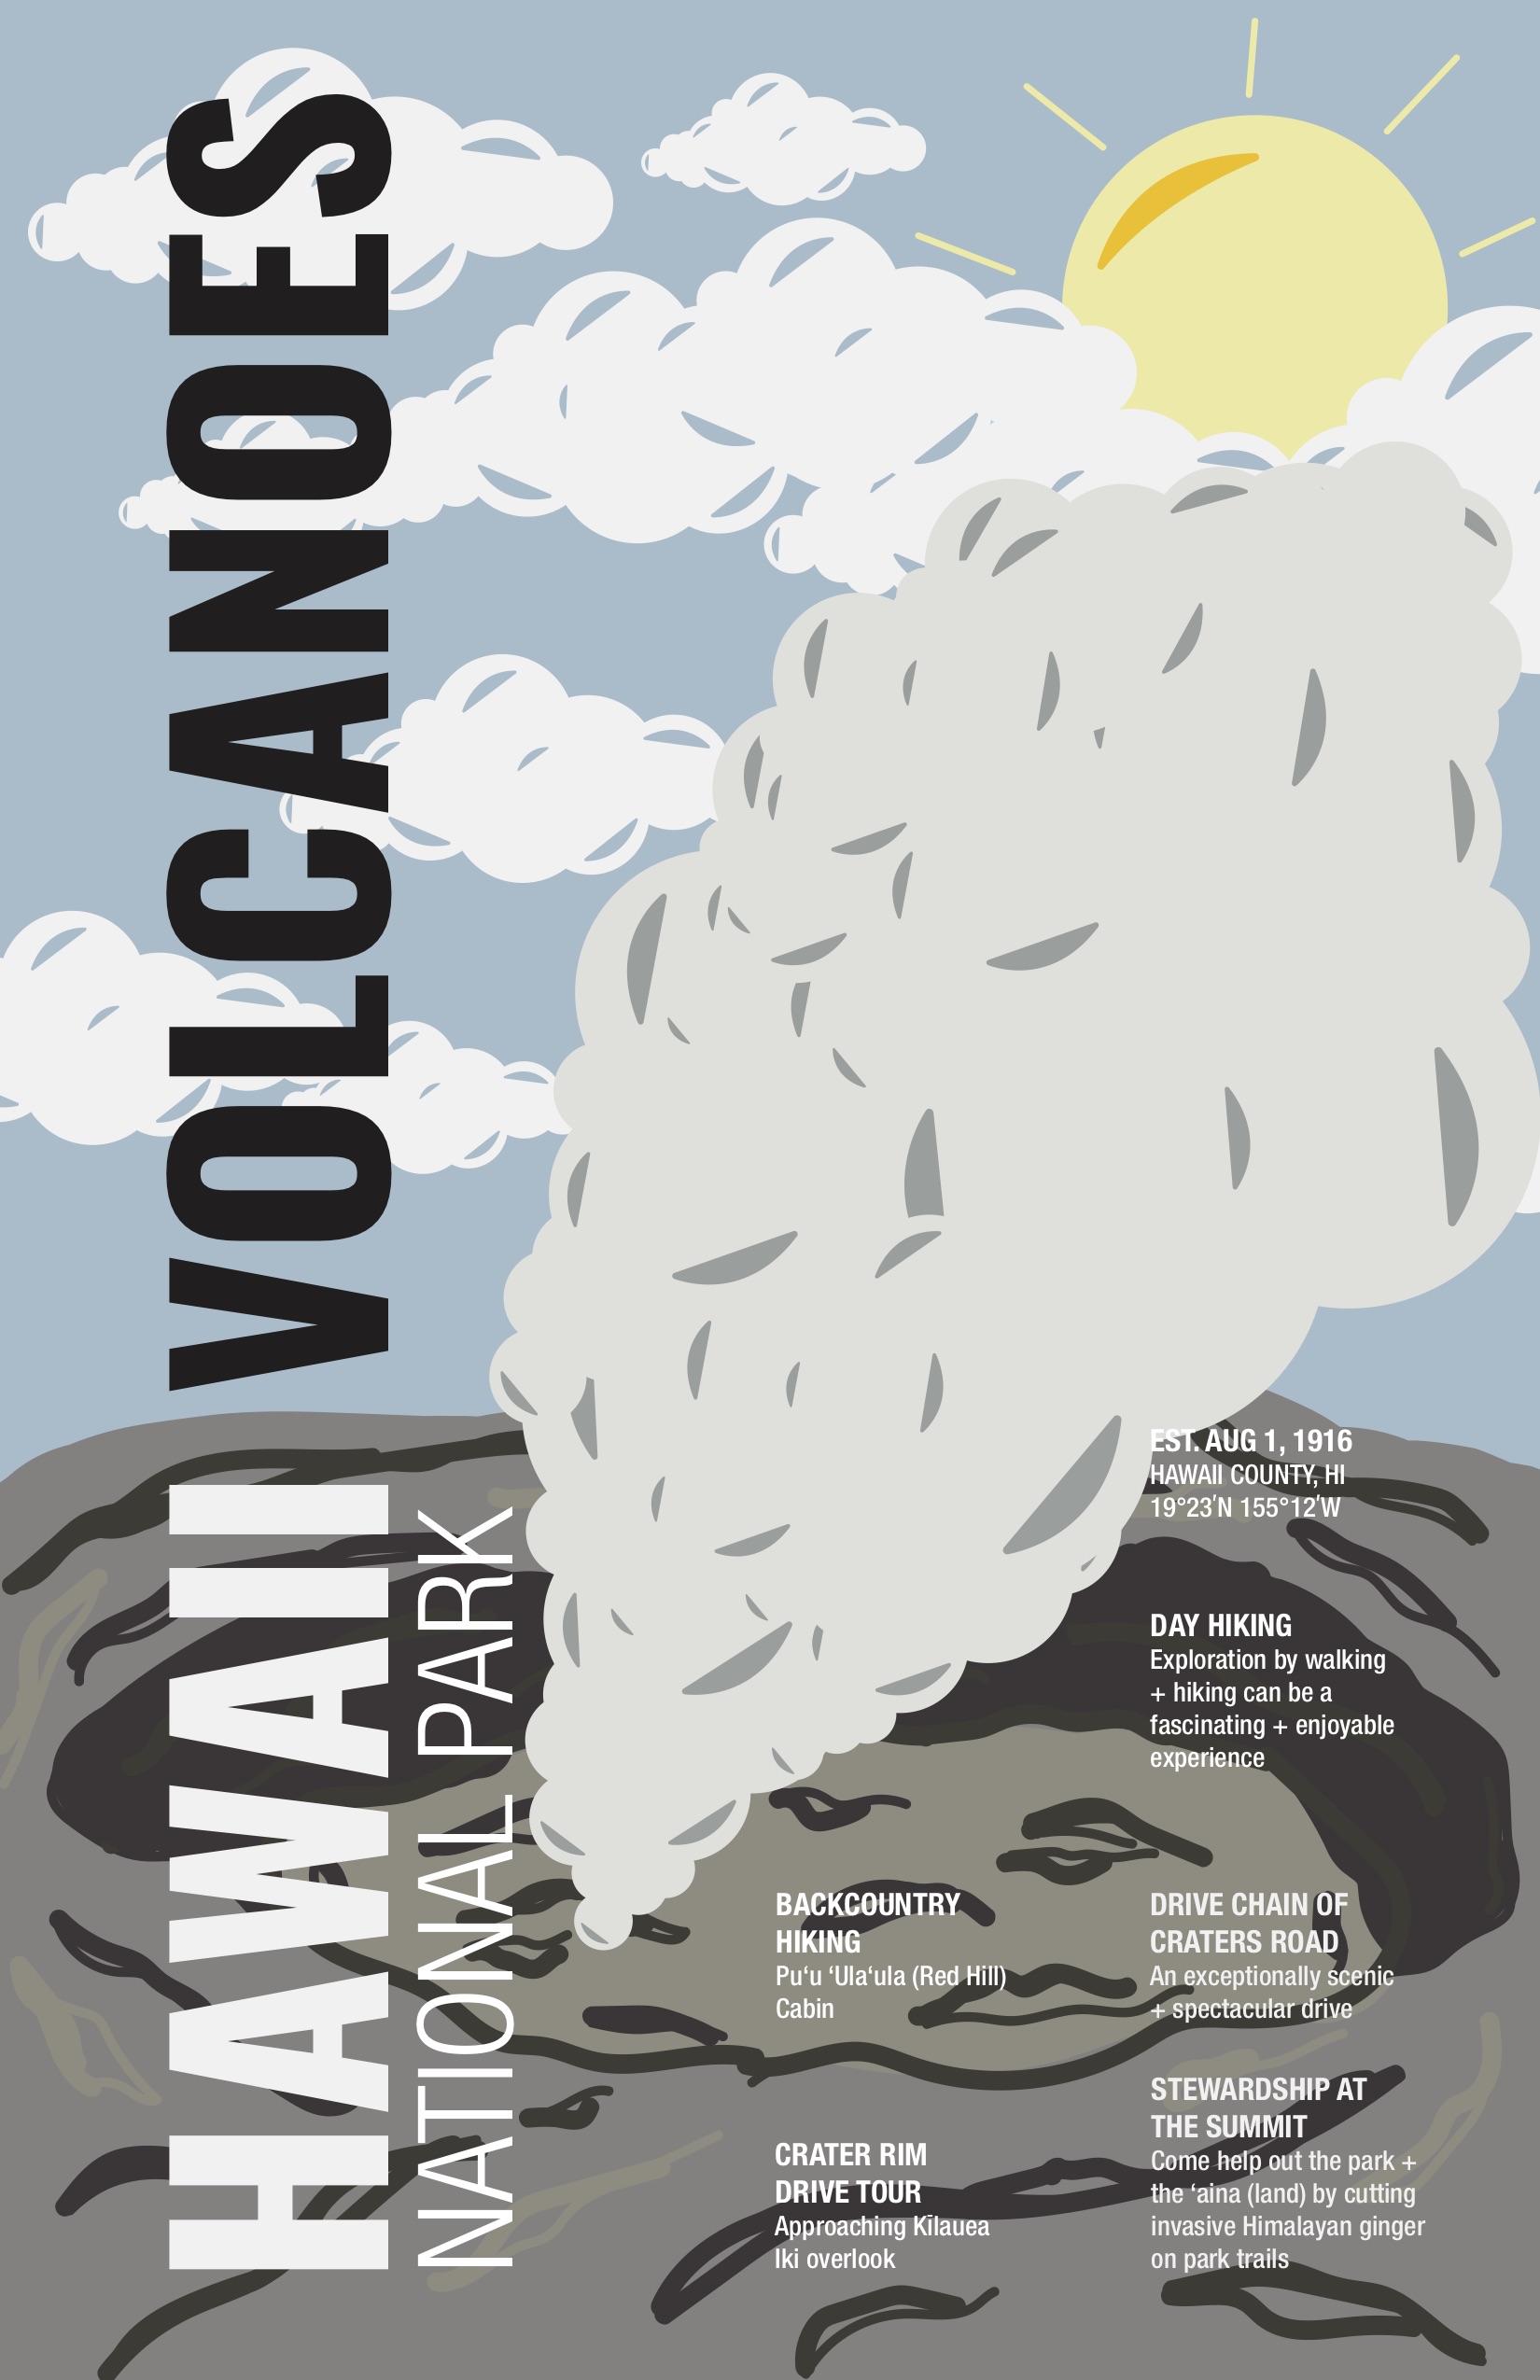 HAWAII VOLCANOES
NATIONAL PARK
EST. AUG 1, 1916
HAWAII COUNTY, HI
19°23′N 155°12′W
DAY HIKING
Exploration by walking
+ hiking can be a
fascinating + enjoyable
experience
BACKCOUNTRY
HIKING
Pu‘u ‘Ula‘ula (Red Hill)
Cabin
DRIVE CHAIN OF
CRATERS ROAD
An exceptionally scenic
+ spectacular drive
CRATER RIM
DRIVE TOUR
Approaching Kīlauea
Iki overlook
STEWARDSHIP AT
THE SUMMIT
Come help out the park +
the ‘aina (land) by cutting
invasive Himalayan ginger
on park trails